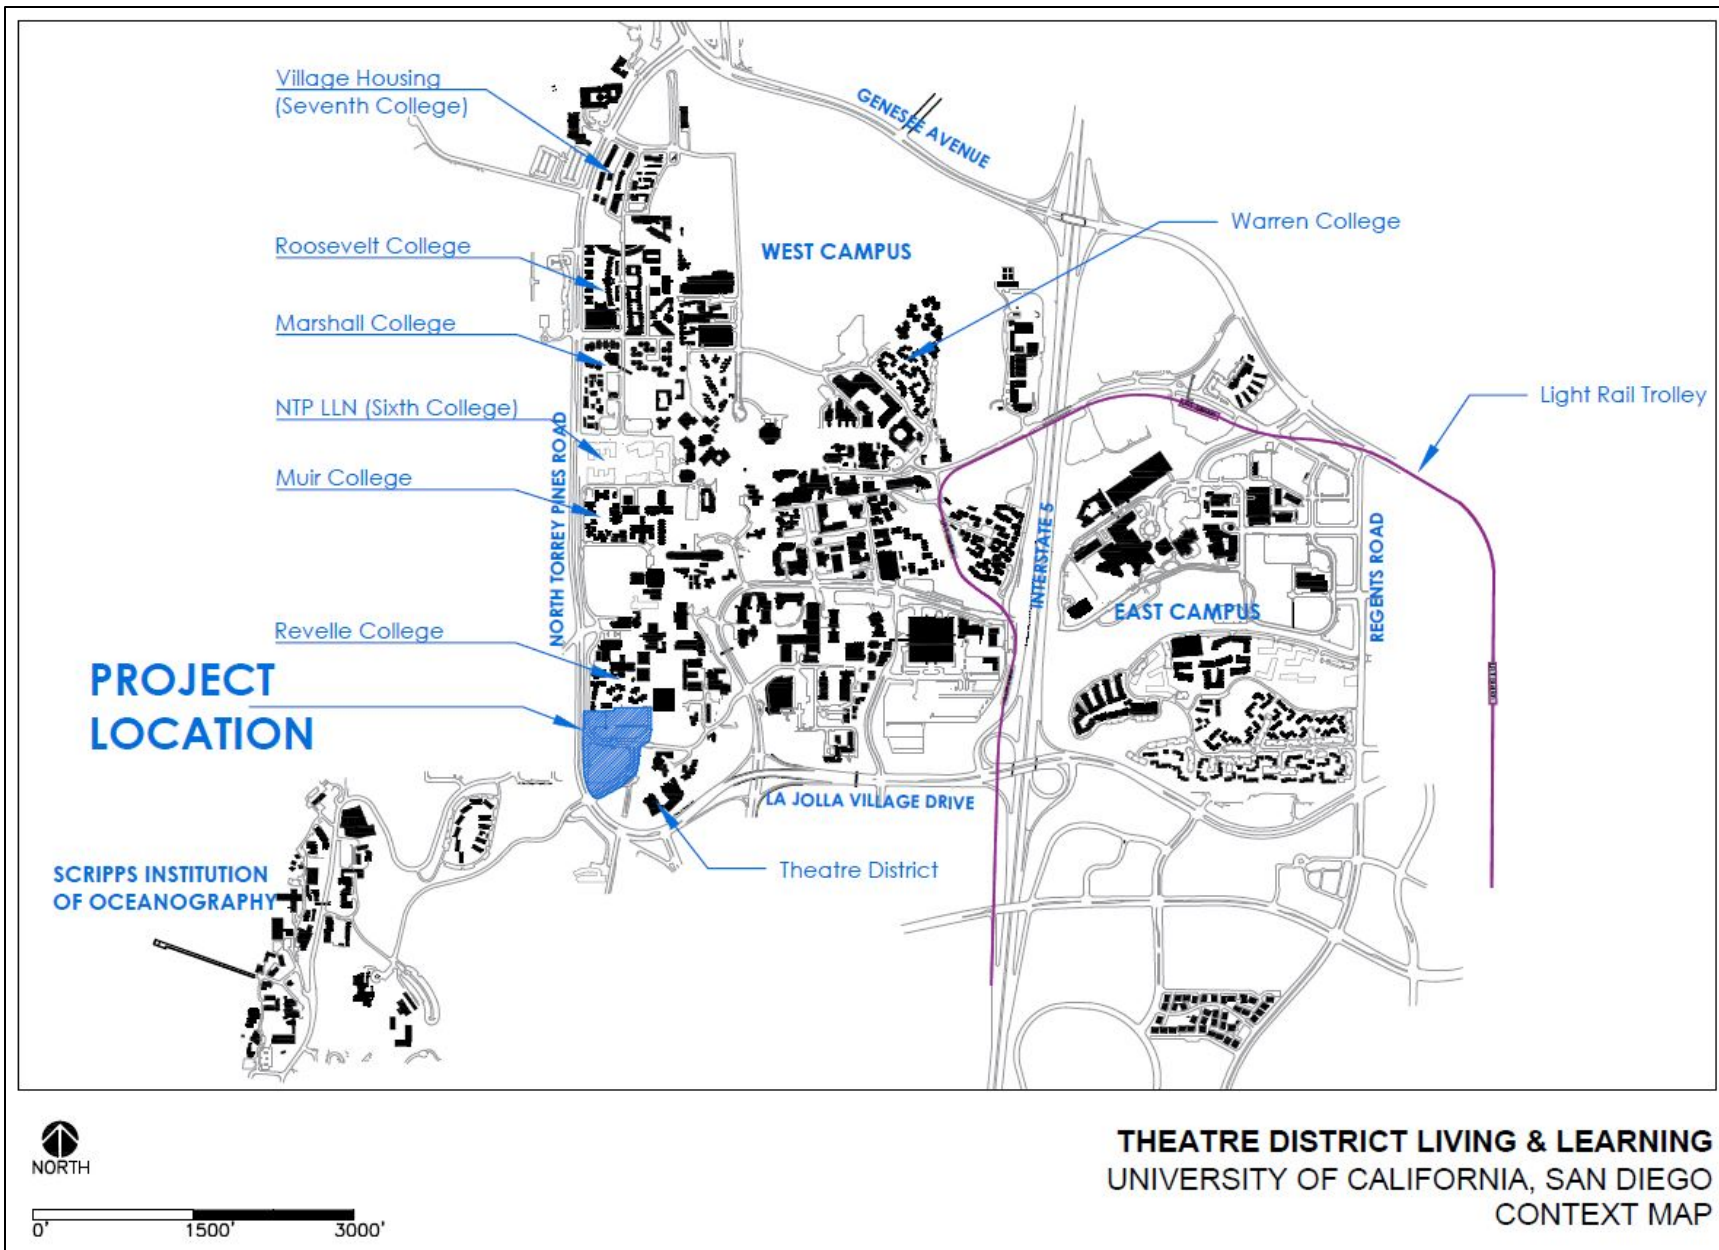 Village Housing
(Seventh College)
GENESEE AVENUE
Warren College
Roosevelt College
WEST CAMPUS
Marshall College
Light Rail Trolley
NTP LLN (Sixth College)
NORTH TORREY PINES ROAD
Muir College
INTERSTATE 5
REGENTS ROAD
EAST CAMPUS
Revelle College
PROJECT
LOCATION
LA JOLLA VILLAGE DRIVE
Theatre District
SCRIPPS INSTITUTION
OF OCEANOGRAPHY
NORTH
0' 1500' 3000'
THEATRE DISTRICT LIVING & LEARNING
UNIVERSITY OF CALIFORNIA, SAN DIEGO
CONTEXT MAP